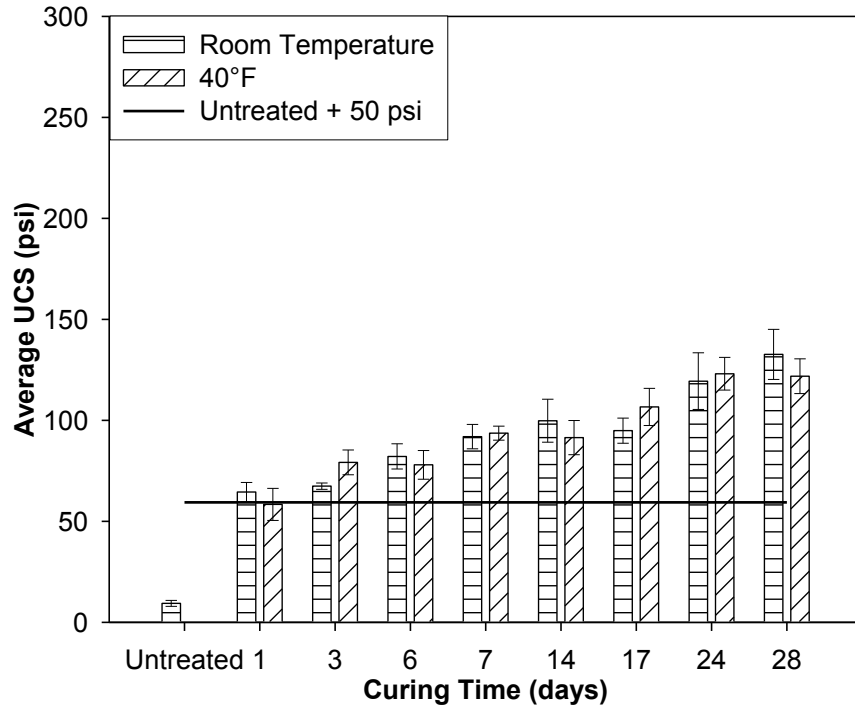 300
250
200
150
100
50
0
Average UCS (psi)
Room Temperature
40°F
Untreated + 50 psi
Untreated 1 3 6 7 14 17 24 28
Curing Time (days)